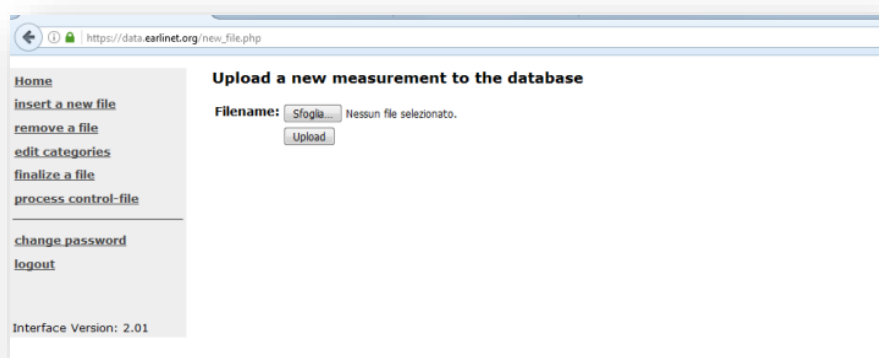 https://data.earlinet.org/new_file.php
Home
insert a new file
remove a file
edit categories
finalize a file
process control-file
change password
logout
Interface Version: 2.01
Upload a new measurement to the database
Filename: Sfoglia... Nessun file selezionato.
Upload